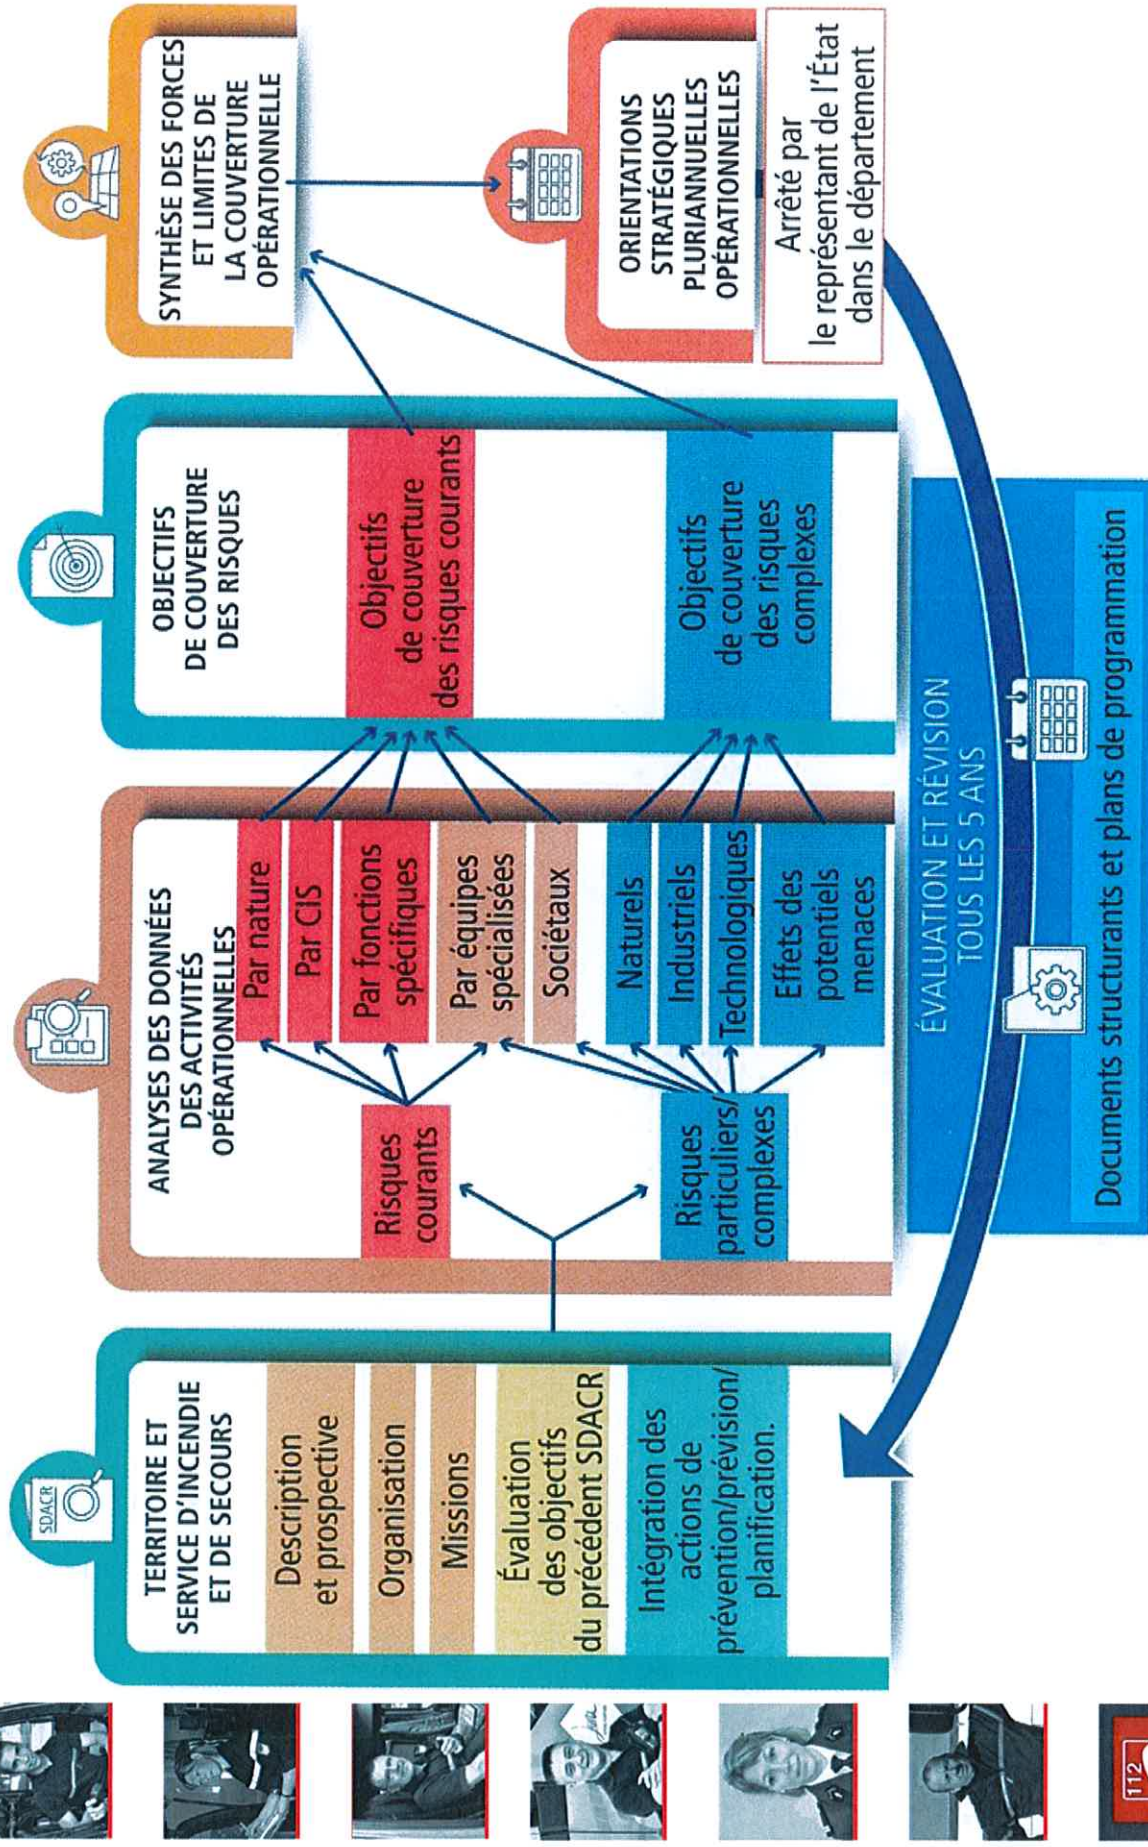 SDACR
TERRITOIRE ET
SERVICE D'INCENDIE
ET DE SECOURS
Description
et prospective
Organisation
Missions
Évaluation
des objectifs
du précédent SDACR
Intégration des
actions de
prévention/prévision/
planification.
ANALYSES DES DONNÉES
DES ACTIVITÉS
OPÉRATIONNELLES
Risques
courants
Risques
particuliers/
complexes
Par nature
Par CIS
Par fonctions
spécifiques
Par équipes
spécialisées
Sociétaux
Naturels
Industriels
Technologiques
Effets des
potentiels
menaces
OBJECTIFS
DE COUVERTURE
DES RISQUES
Objectifs
de couverture
des risques courants
Objectifs
de couverture
des risques
complexes
SYNTHÈSE DES FORCES
ET LIMITES DE
LA COUVERTURE
OPÉRATIONNELLE
ORIENTATIONS
STRATÉGIQUES
PLURIANNUELLES
OPÉRATIONNELLES
Arrêté par
le représentant de l'État
dans le département
ÉVALUATION ET RÉVISION
TOUS LES 5 ANS
Documents structurants et plans de programmation
112